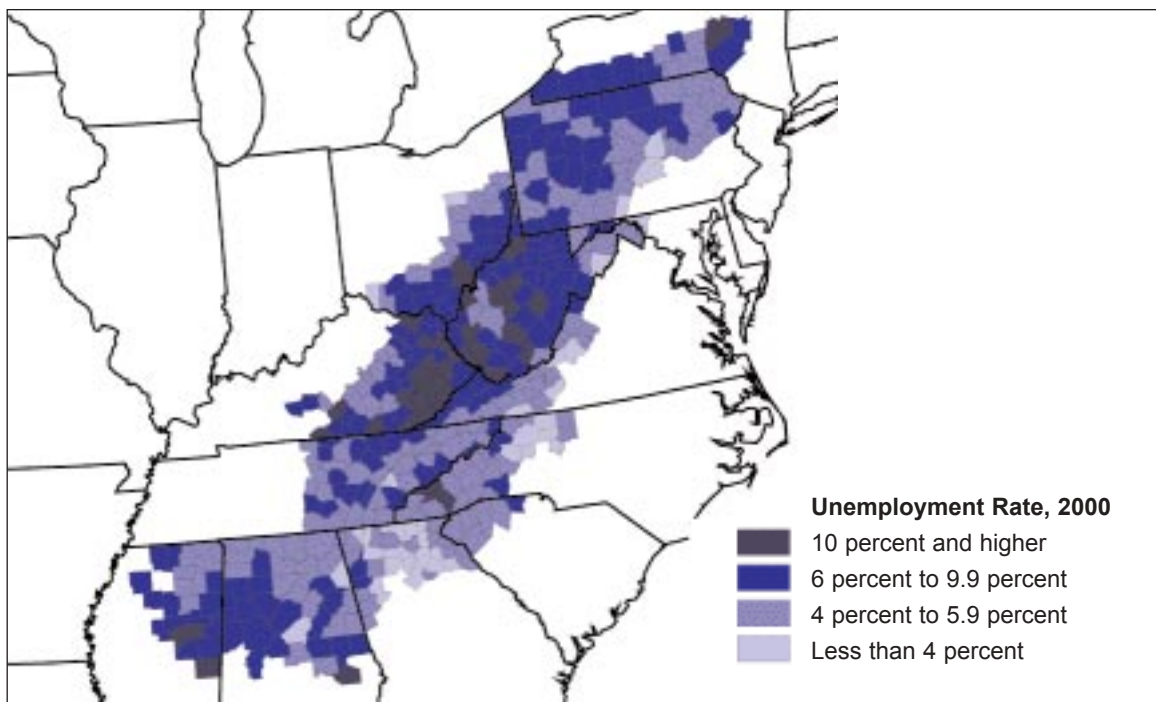 Unemployment Rate, 2000
10 percent and higher
6 percent to 9.9 percent
4 percent to 5.9 percent
Less than 4 percent